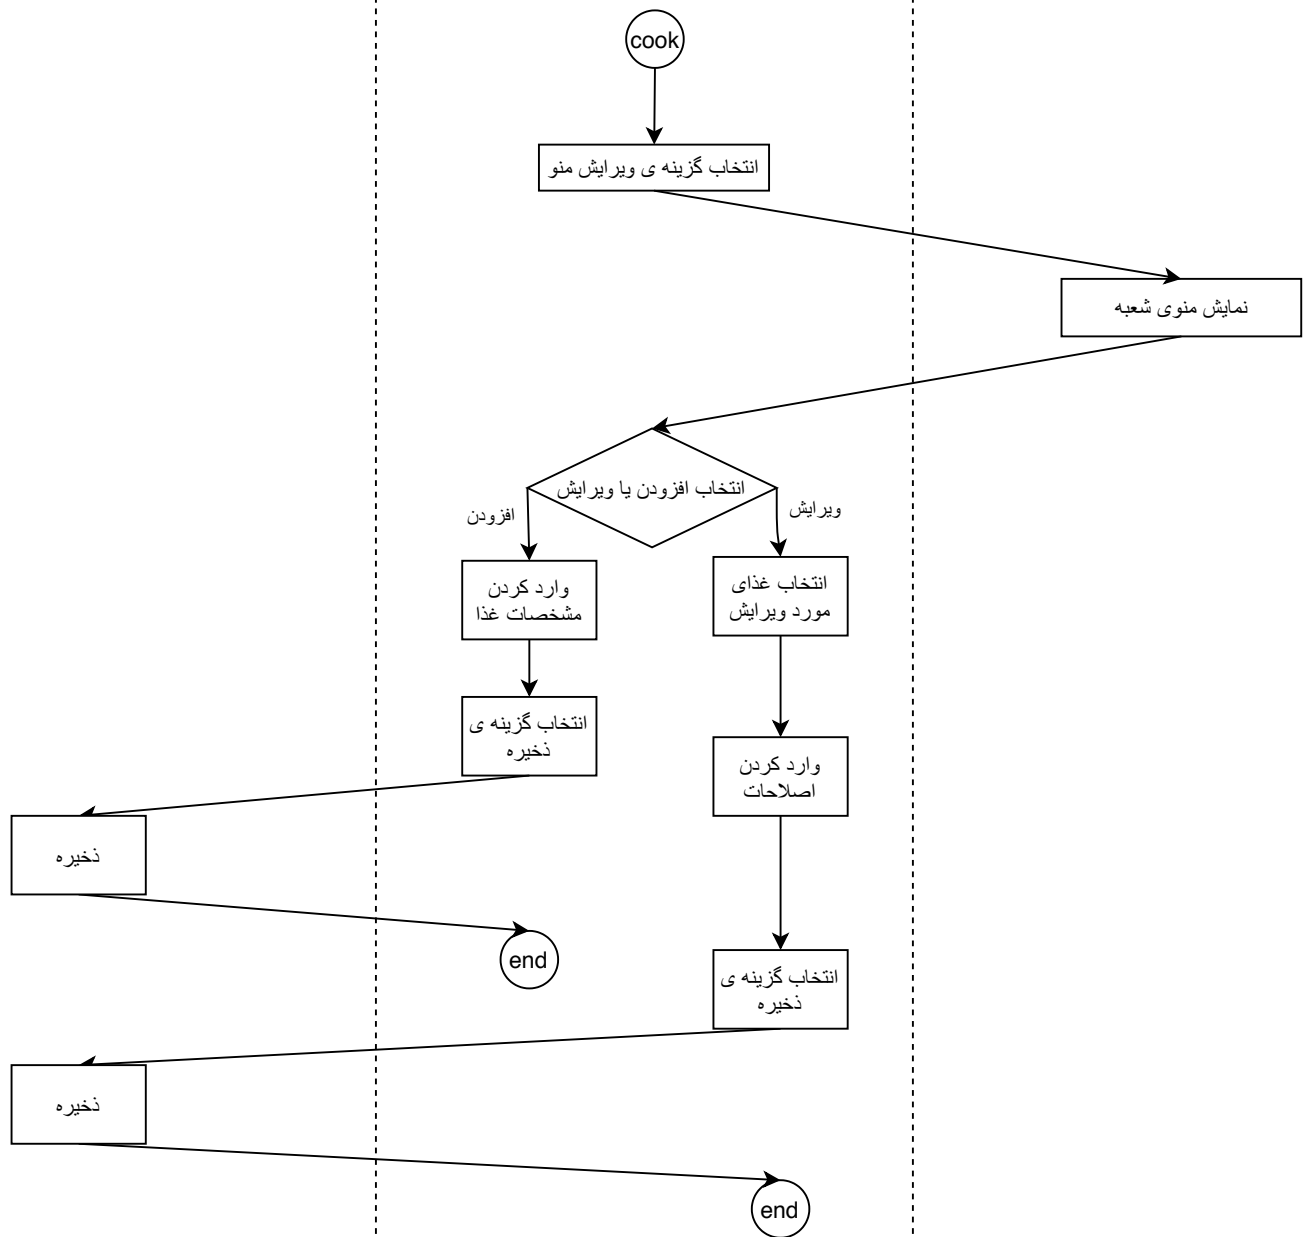 cook
انتخاب گزینه ی ویرایش منو
نمایش منوی شعبه
انتخاب افزودن یا ویرایش
ویرایش
افزودن
انتخاب غذای
مورد ویرایش
وارد کردن
مشخصات غذا
انتخاب گزینه ی
ذخیره
وارد کردن
اصلاحات
ذخیره
end
انتخاب گزینه ی
ذخیره
ذخیره
end